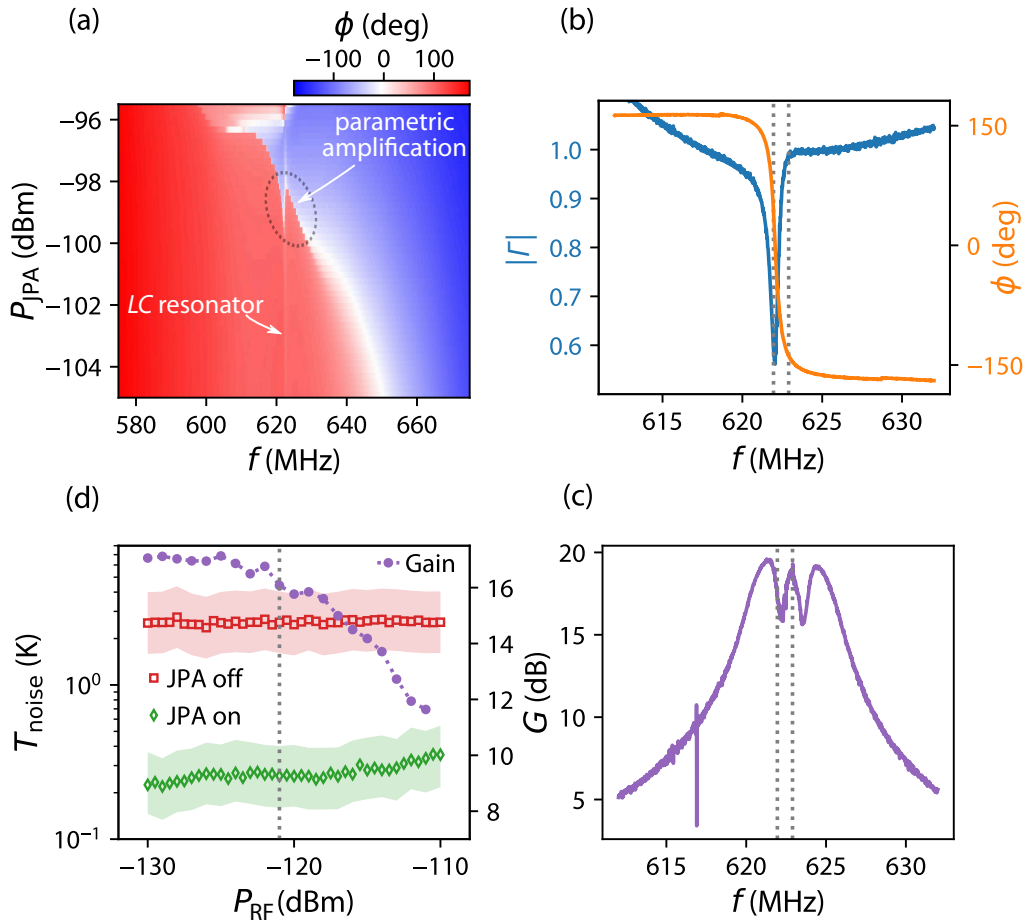 (a)
ϕ (deg)
−100 0 100
parametric
amplification
LC resonator
−96
−98
−100
−102
−104
P_JPA (dBm)
580 600 620 640 660
f (MHz)
(b)
1.0
0.9
0.8
0.7
0.6
|Γ|
150
0
−150
ϕ (deg)
615 620 625 630
f (MHz)
(d)
Gain
JPA off
JPA on
10⁰
10⁻¹
T_noise (K)
16
14
12
10
8
−130 −120 −110
P_RF (dBm)
(c)
20
15
10
5
G (dB)
615 620 625 630
f (MHz)